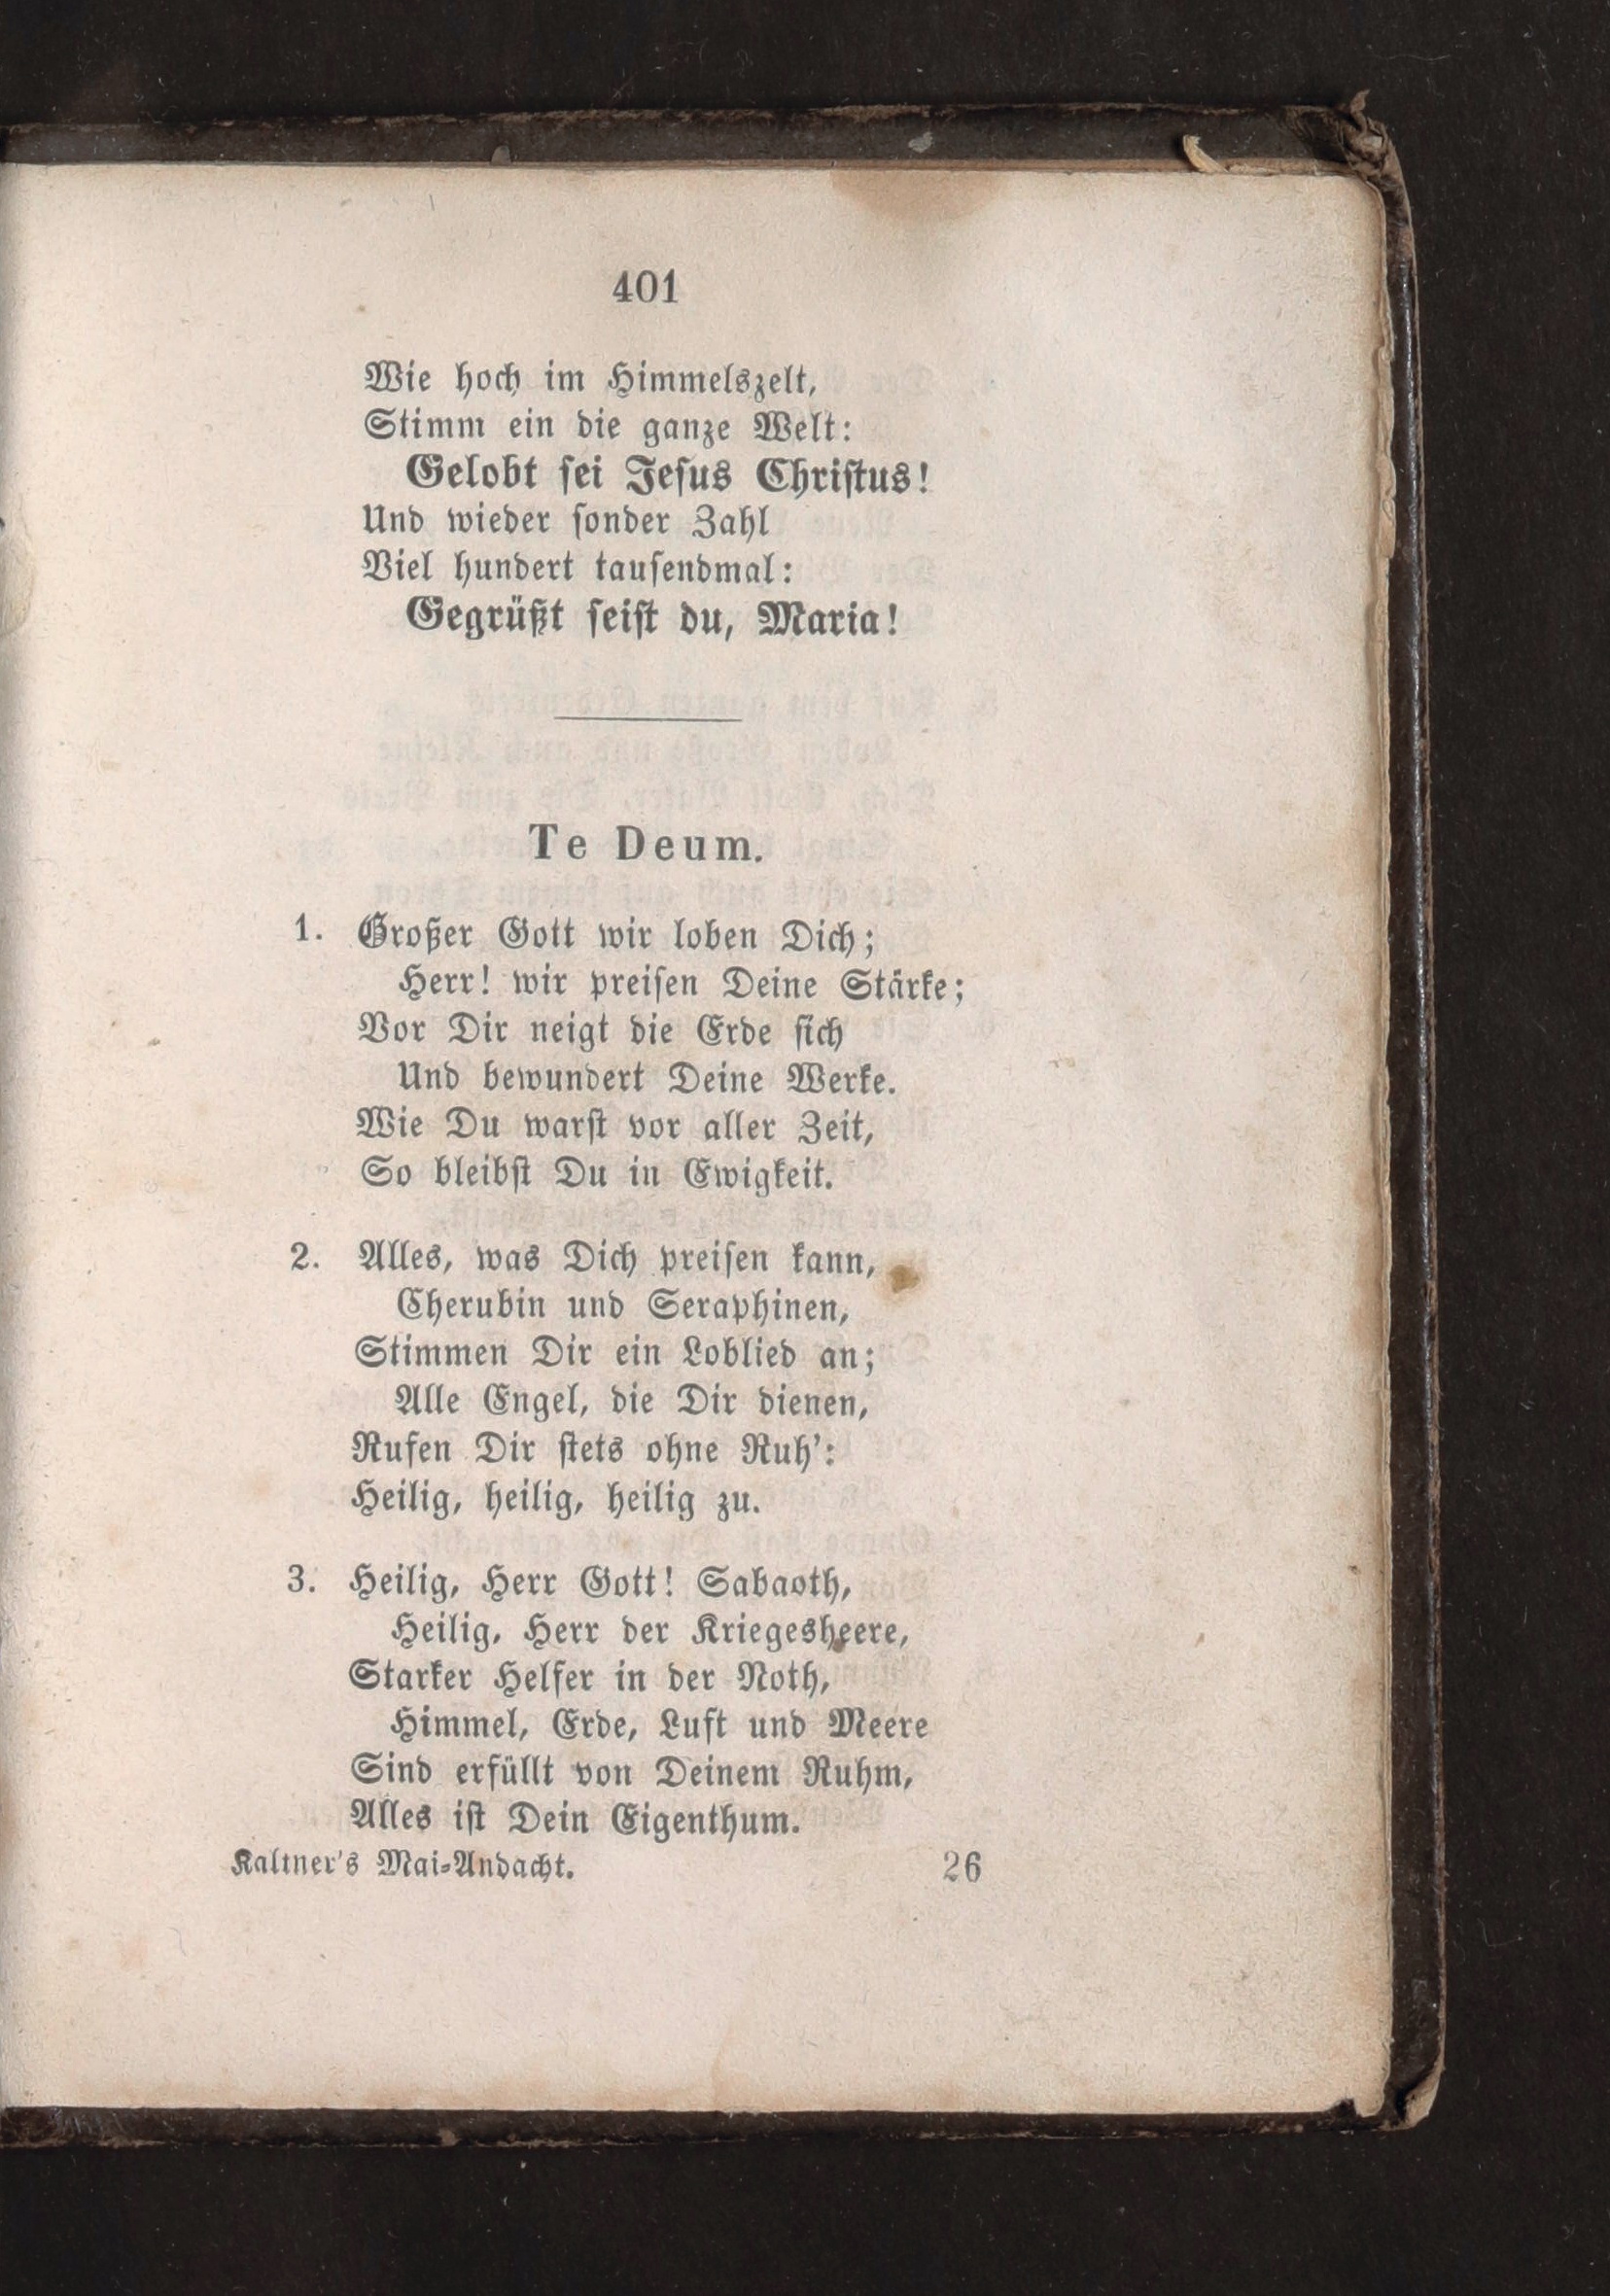 401
Wie hoch im Himmelszelt,
Stimm ein die ganze Welt:
Gelobt sei Jesus Christus!
Und wieder sonder Zahl
Viel hundert tausendmal:
Gegrüßt seist du, Maria!
Te Deum.
1. Großer Gott wir loben Dich;
Herr! wir preisen Deine Stärke;
Vor Dir neigt die Erde sich
Und bewundert Deine Werke.
Wie Du warst vor aller Zeit,
So bleibst Du in Ewigkeit.
2. Alles, was Dich preisen kann,
Cherubin und Seraphinen,
Stimmen Dir ein Loblied an;
Alle Engel, die Dir dienen,
Rufen Dir stets ohne Ruh':
Heilig, heilig, heilig zu.
3. Heilig, Herr Gott! Sabaoth,
Heilig, Herr der Kriegesheere,
Starker Helfer in der Noth,
Himmel, Erde, Luft und Meere
Sind erfüllt von Deinem Ruhm,
Alles ist Dein Eigenthum.
Kaltner's Mai-Andacht. 26